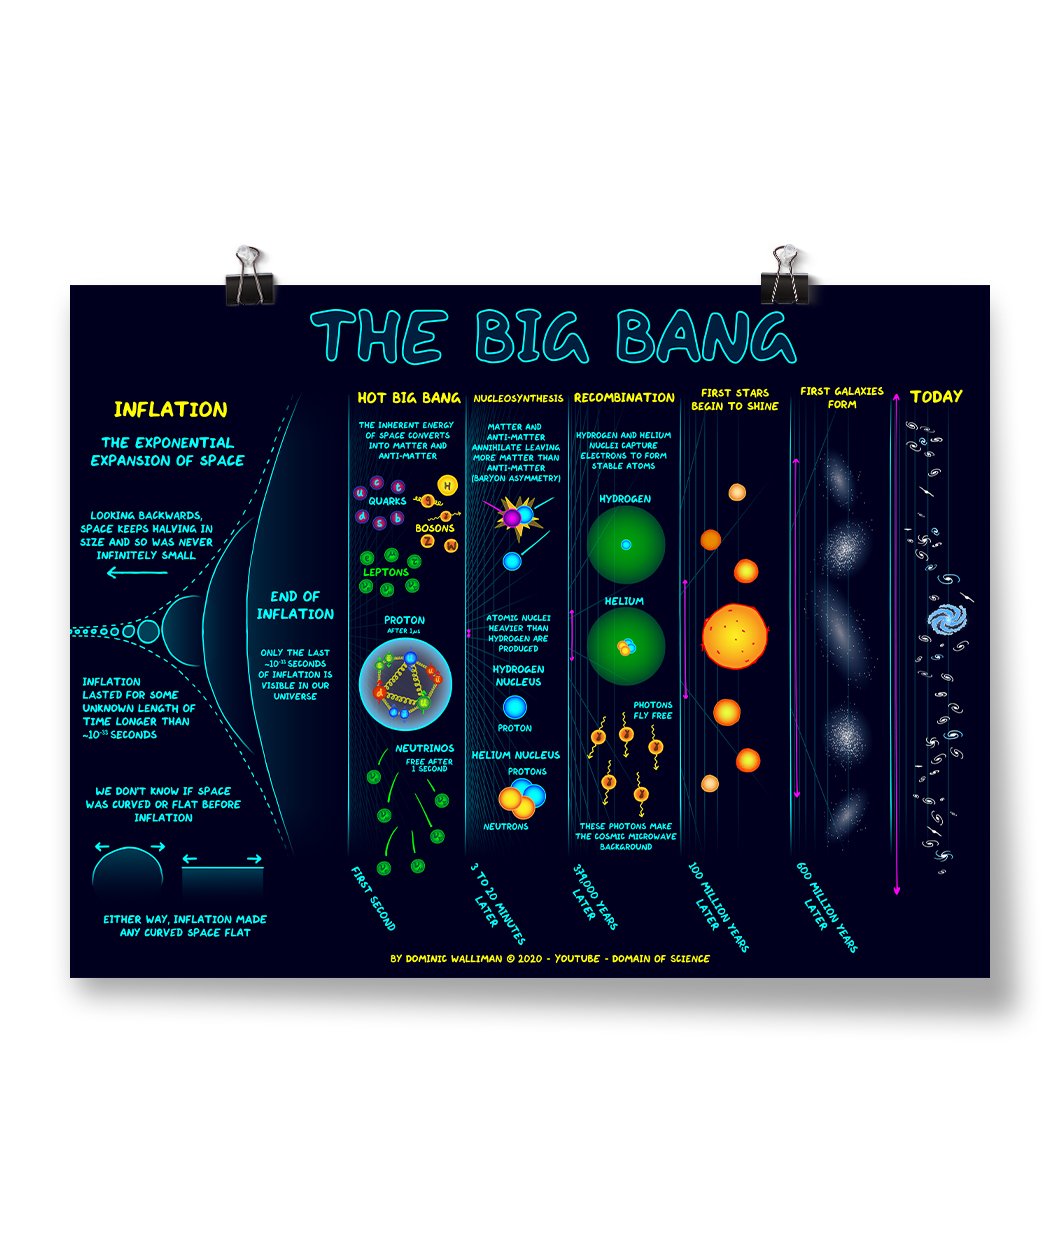 THE BIG BANG
INFLATION
THE EXPONENTIAL
EXPANSION OF SPACE
LOOKING BACKWARDS,
SPACE KEEPS HALVING IN
SIZE AND SO WAS NEVER
INFINITELY SMALL
INFLATION
LASTED FOR SOME
UNKNOWN LENGTH OF
TIME LONGER THAN
~10⁻³³ SECONDS
WE DON'T KNOW IF SPACE
WAS CURVED OR FLAT BEFORE
INFLATION
EITHER WAY, INFLATION MADE
ANY CURVED SPACE FLAT
END OF
INFLATION
ONLY THE LAST
~10⁻³³ SECONDS
OF INFLATION IS
VISIBLE IN OUR
UNIVERSE
HOT BIG BANG
THE INHERENT ENERGY
OF SPACE CONVERTS
INTO MATTER AND
ANTI-MATTER
u c t
QUARKS
d s b
H
g
γ
BOSONS
Z W
LEPTONS
PROTON
AFTER 1µs
NEUTRINOS
FREE AFTER
1 SECOND
FIRST SECOND
NUCLEOSYNTHESIS
MATTER AND
ANTI-MATTER
ANNIHILATE LEAVING
MORE MATTER THAN
ANTI-MATTER
(BARYON ASYMMETRY)
ATOMIC NUCLEI
HEAVIER THAN
HYDROGEN ARE
PRODUCED
HYDROGEN
NUCLEUS
PROTON
HELIUM NUCLEUS
PROTONS
NEUTRONS
3 TO 20 MINUTES
LATER
RECOMBINATION
HYDROGEN AND HELIUM
NUCLEI CAPTURE
ELECTRONS TO FORM
STABLE ATOMS
HYDROGEN
HELIUM
PHOTONS
FLY FREE
γ γ γ
γ γ
THESE PHOTONS MAKE
THE COSMIC MICROWAVE
BACKGROUND
379,000 YEARS
LATER
FIRST STARS
BEGIN TO SHINE
100 MILLION YEARS
LATER
FIRST GALAXIES
FORM
600 MILLION YEARS
LATER
TODAY
BY DOMINIC WALLIMAN © 2020 - YOUTUBE - DOMAIN OF SCIENCE